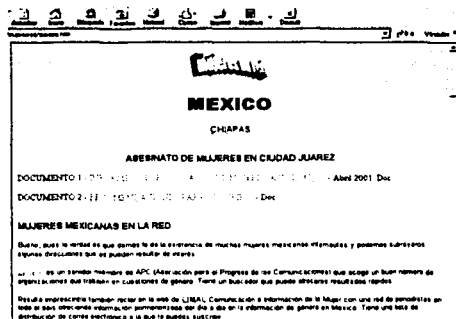 MEXICO
CHIAPAS
ASESINATO DE MUJERES EN CIUDAD JUAREZ
DOCUMENTO 1 - Abril 2001 Doc
DOCUMENTO 2 - Doc
MUJERES MEXICANAS EN LA RED
Bueno, pues la verdad es que damos fe de la existencia de muchas mujeres mexicanas internautas y podemos subrayaros
algunas direcciones que os pueden resultar de interés
es un servidor miembro de APC (Asociación para el Progreso de las Comunicaciones) que acoge un buen número de
organizaciones que trabajan en cuestiones de género. Tiene un buscador que puede ofreceros resultados rápidos
Resulta imprescindible también recalar en la web de CIMAC, Comunicación e Información de la Mujer con una red de periodistas en
todo el país ofreciendo información pormenorizada del día a día en la información de género en México. Tiene una lista de
distribución de correo electrónico a la que te puedes suscribir